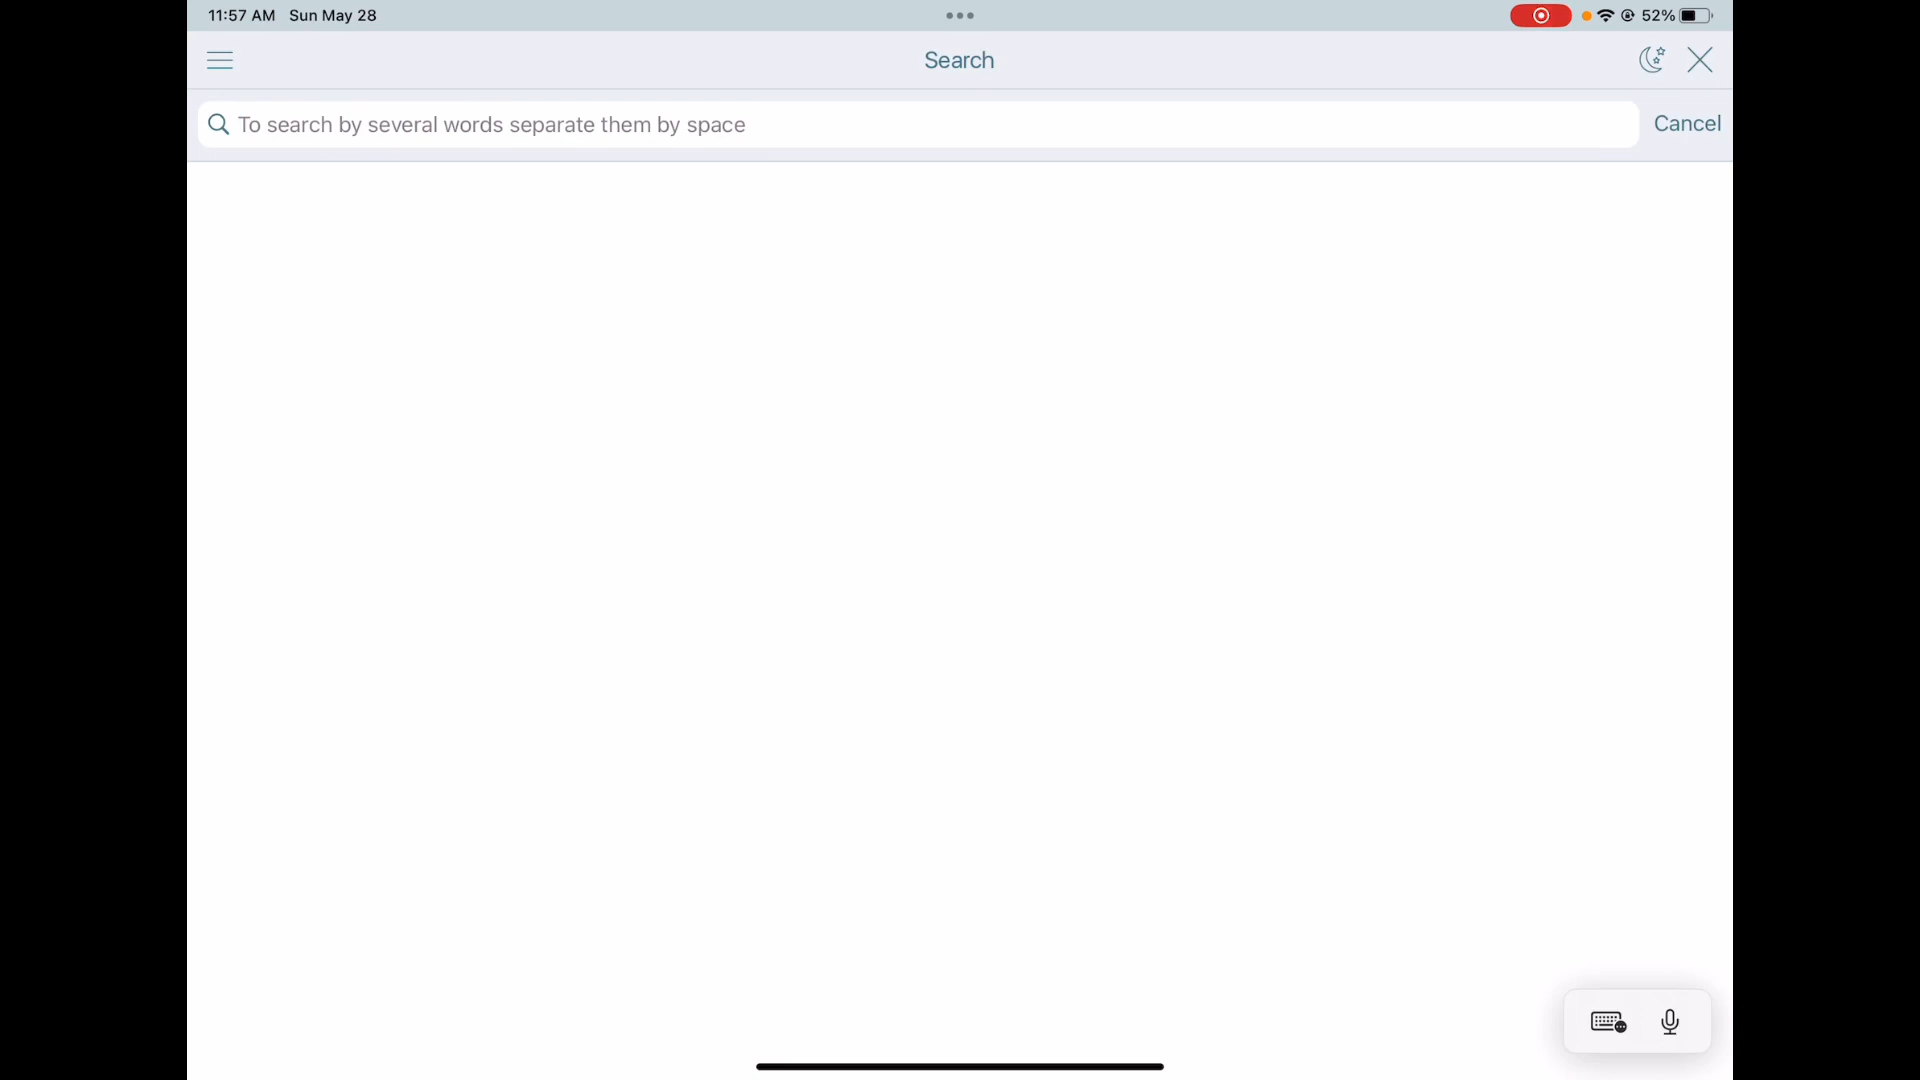 11:57 AM Sun May 28
52%
Search
To search by several words separate them by space
Cancel